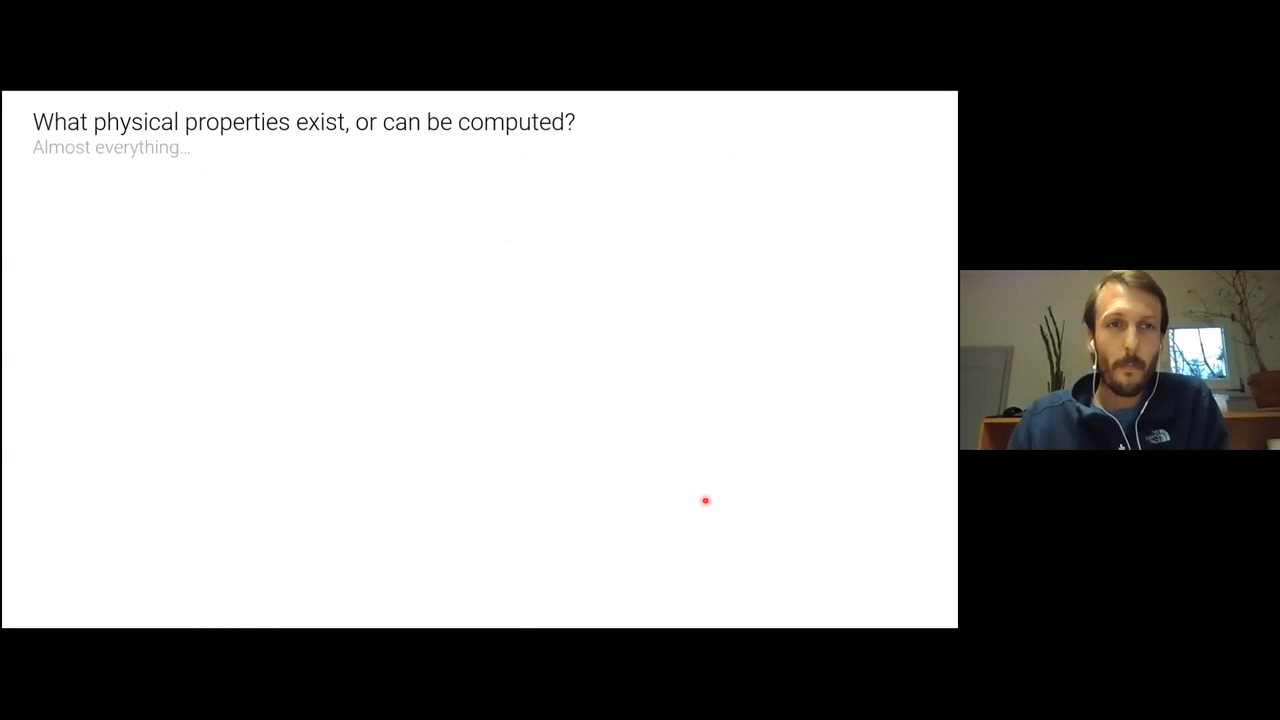 What physical properties exist, or can be computed?
Almost everything...